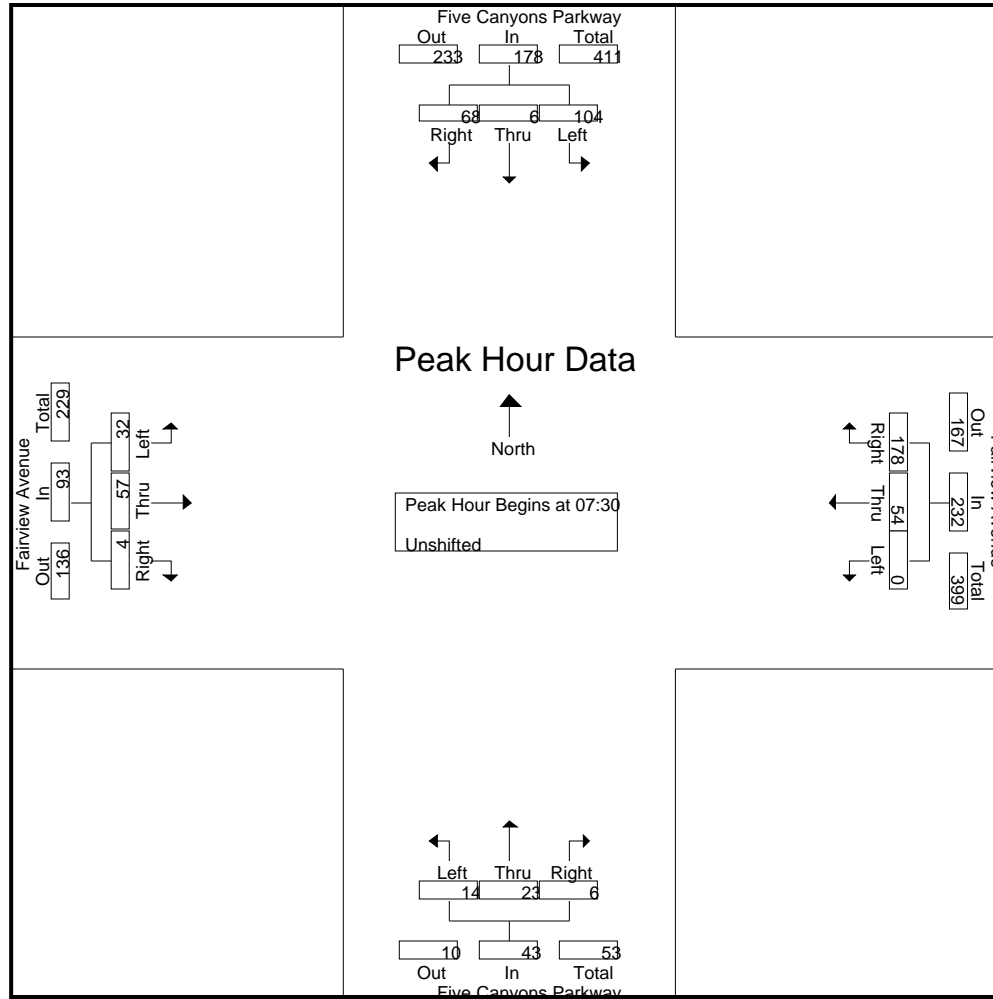 Five Canyons Parkway
Out In Total
233 178 411
68 6 104
Right Thru Left
Peak Hour Data
North
Peak Hour Begins at 07:30
Unshifted
Fairview Avenue
Total In Out
229 93 136
32 57 4
Left Thru Right
Right Thru Left
178 54 0
167 232 399
Out In Total
Left Thru Right
14 23 6
10 43 53
Out In Total
Five Canyons Parkway